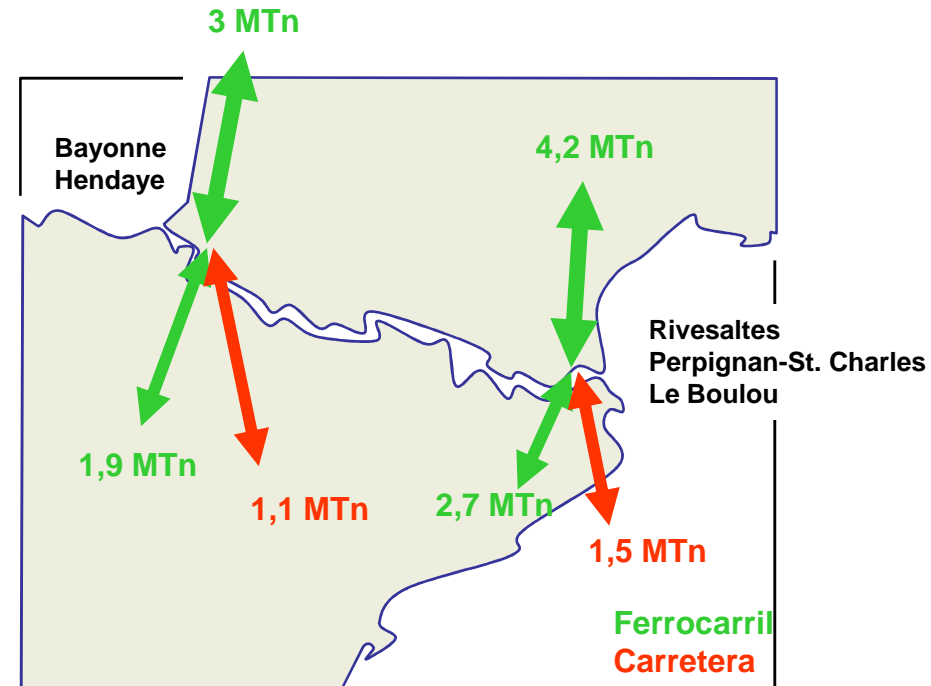 3 MTn
Bayonne
Hendaye
4,2 MTn
Rivesaltes
Perpignan-St. Charles
Le Boulou
1,9 MTn
1,1 MTn
2,7 MTn
1,5 MTn
Ferrocarril
Carretera